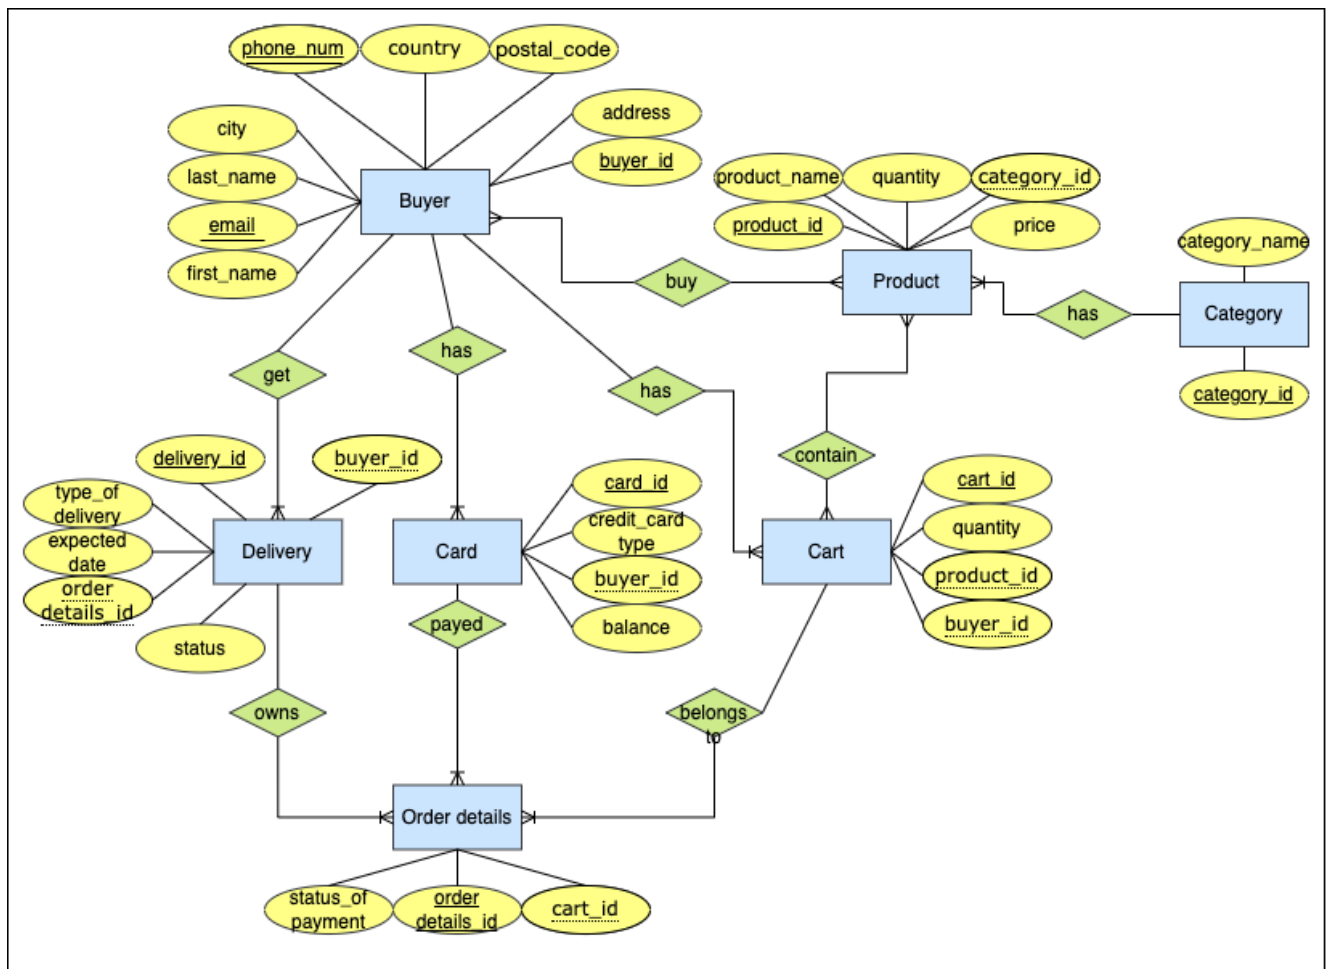 phone_num
country
postal_code
city
address
last_name
buyer_id
email
first_name
Buyer
product_name
quantity
category_id
product_id
price
category_name
buy
Product
has
Category
category_id
get
has
has
contain
delivery_id
buyer_id
type_of
delivery
expected
date
order
details_id
status
Delivery
Card
card_id
credit_card
type
buyer_id
balance
Cart
cart_id
quantity
product_id
buyer_id
payed
owns
belongs
to
Order details
status_of
payment
order
details_id
cart_id